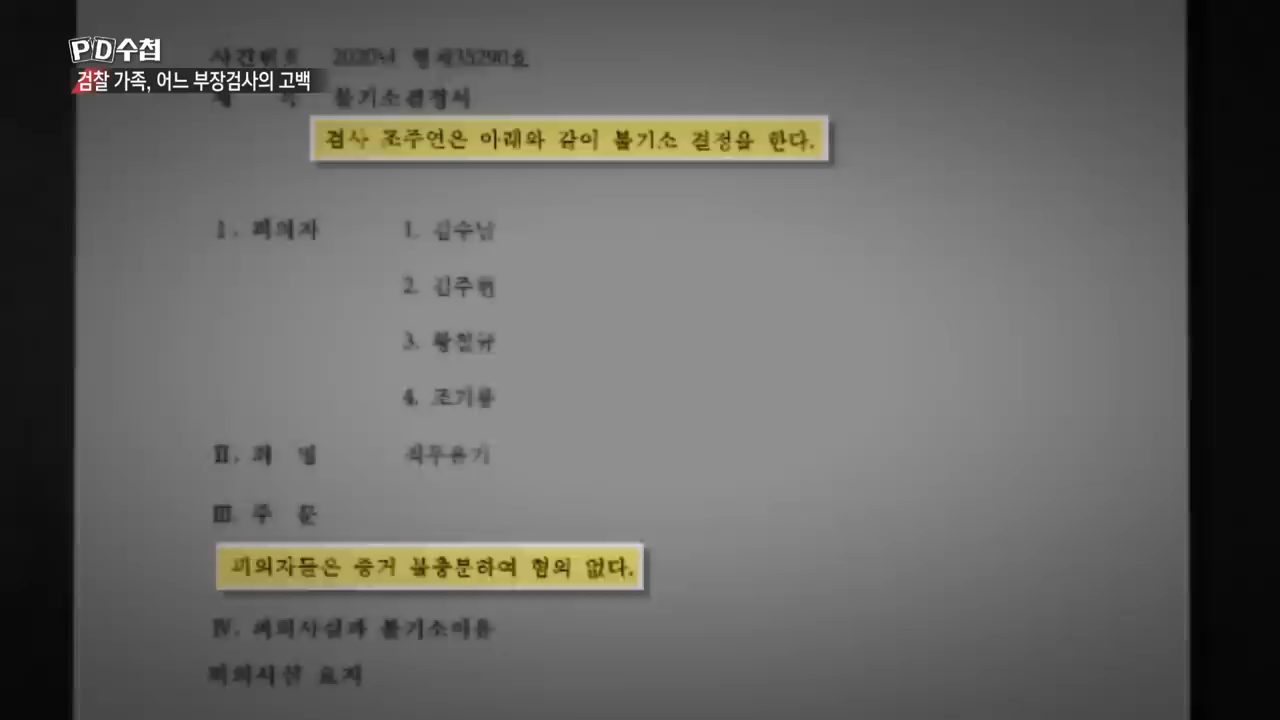 PD수첩
검찰 가족, 어느 부장검사의 고백
사건번호 2020년 형제35290호
제 목 불기소결정서
검사 조주연은 아래와 같이 불기소 결정을 한다.
I. 피의자 1. 김수남
2. 김주현
3. 황철규
4. 조기룡
II. 죄 명 직무유기
III. 주 문
피의자들은 증거 불충분하여 혐의 없다.
IV. 피의사실과 불기소이유
피의사실 요지